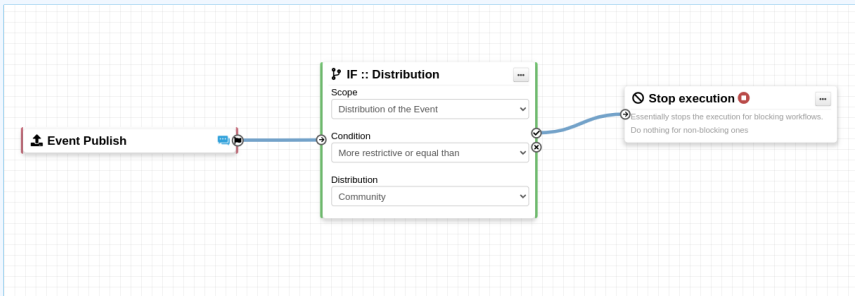 Event Publish
IF :: Distribution
...
Scope
Distribution of the Event
Condition
More restrictive or equal than
Distribution
Community
Stop execution
...
Essentially stops the execution for blocking workflows.
Do nothing for non-blocking ones